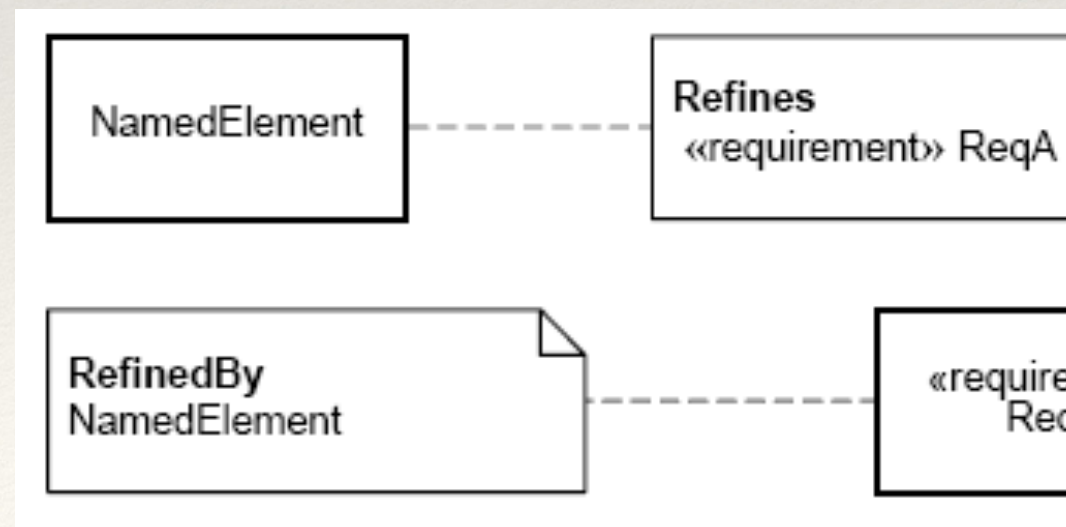 NamedElement
Refines
«requirement» ReqA
RefinedBy
NamedElement